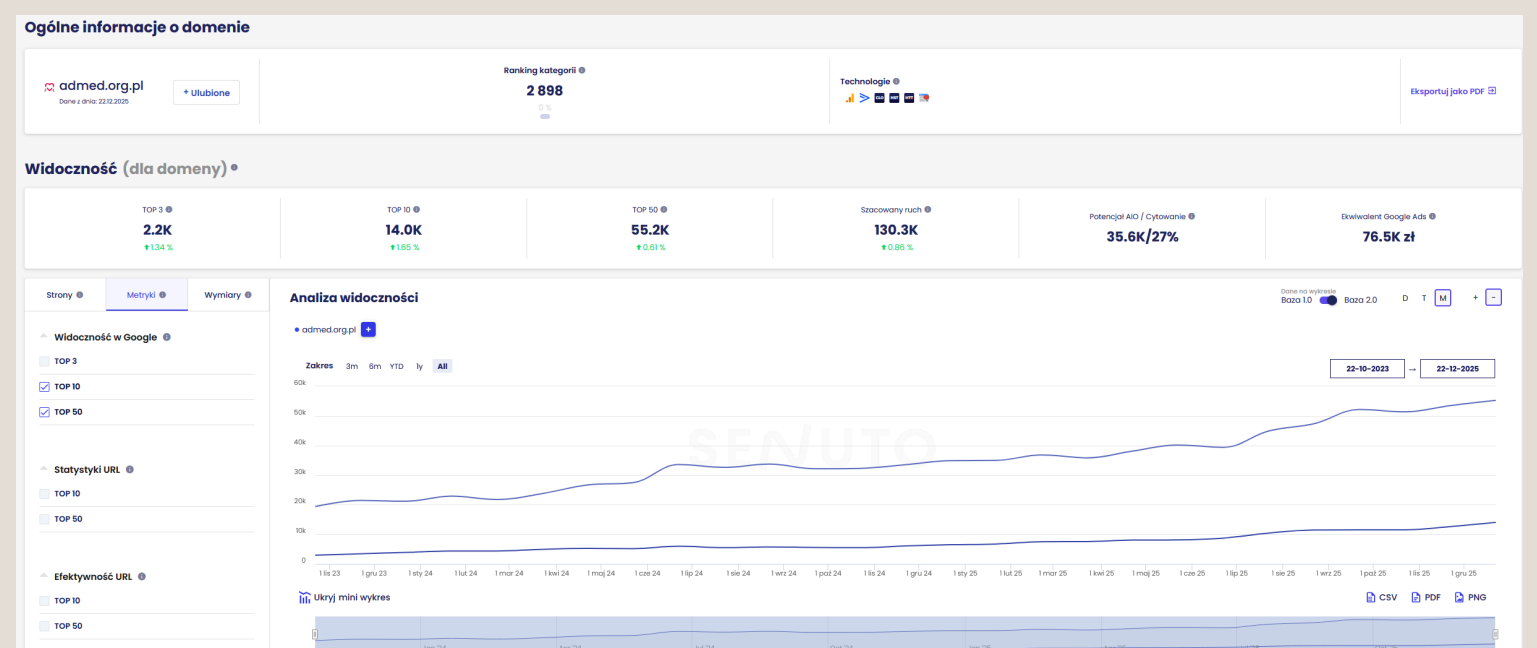 Ogólne informacje o domenie
admed.org.pl
Dane z dnia: 22.12.2025
+ Ulubione
Ranking kategorii
2 898
0 %
Technologie
Eksportuj jako PDF
Widoczność (dla domeny)
TOP 3
2.2K
1.34 %
TOP 10
14.0K
1.65 %
TOP 50
55.2K
0.61 %
Szacowany ruch
130.3K
0.86 %
Potencjał AIO / Cytowanie
35.6K/27%
Ekwiwalent Google Ads
76.5K zł
Strony
Metryki
Wymiary
Widoczność w Google
TOP 3
TOP 10
TOP 50
Statystyki URL
TOP 10
TOP 50
Efektywność URL
TOP 10
TOP 50
Analiza widoczności
Dane na wykresie
Baza 1.0 Baza 2.0 D T M + -
admed.org.pl +
Zakres 3m 6m YTD 1y All
22-10-2023 → 22-12-2025
SENUTO
60k
50k
40k
30k
20k
10k
0
1 lis 23 1 gru 23 1 sty 24 1 lut 24 1 mar 24 1 kwi 24 1 maj 24 1 cze 24 1 lip 24 1 sie 24 1 wrz 24 1 paź 24 1 lis 24 1 gru 24 1 sty 25 1 lut 25 1 mar 25 1 kwi 25 1 maj 25 1 cze 25 1 lip 25 1 sie 25 1 wrz 25 1 paź 25 1 lis 25 1 gru 25
Ukryj mini wykres
CSV PDF PNG